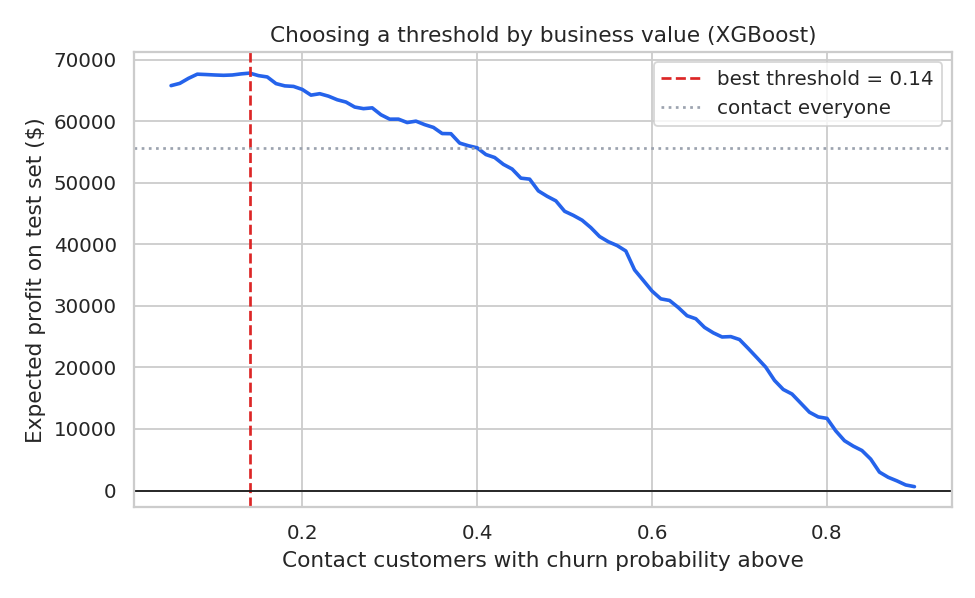 Choosing a threshold by business value (XGBoost)
Expected profit on test set ($)
70000
60000
50000
40000
30000
20000
10000
0
best threshold = 0.14
contact everyone
0.2 0.4 0.6 0.8
Contact customers with churn probability above